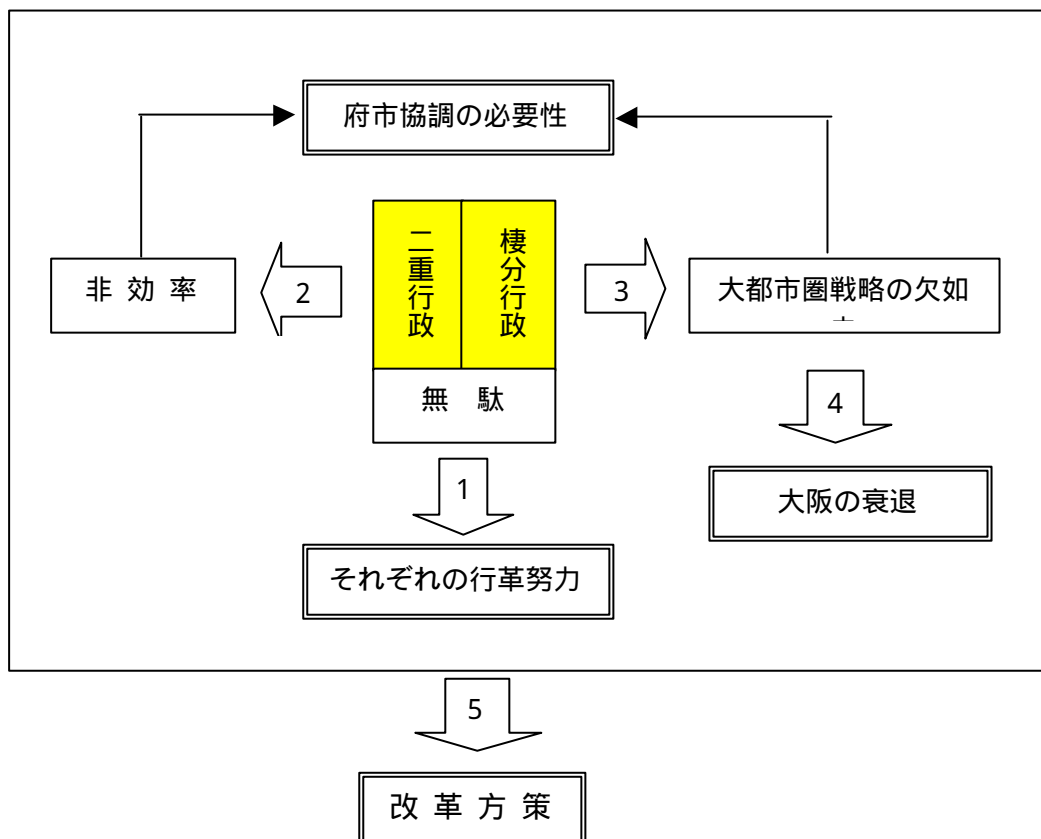 府市協調の必要性
二重行政
棲分行政
非 効 率
2
3
大都市圏戦略の欠如
無 駄
4
1
大阪の衰退
それぞれの行革努力
5
改 革 方 策